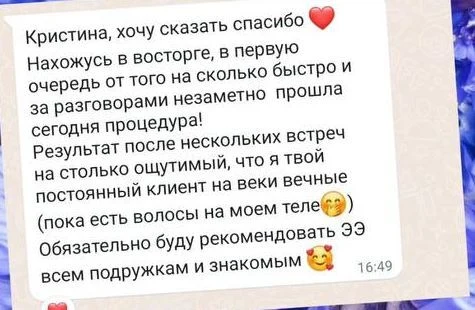 Кристина, хочу сказать спасибо ❤️
Нахожусь в восторге, в первую
очередь от того на сколько быстро и
за разговорами незаметно прошла
сегодня процедура!
Результат после нескольких встреч
на столько ощутимый, что я твой
постоянный клиент на веки вечные
(пока есть волосы на моем теле🤭)
Обязательно буду рекомендовать ЭЭ
всем подружкам и знакомым 🥰
16:49